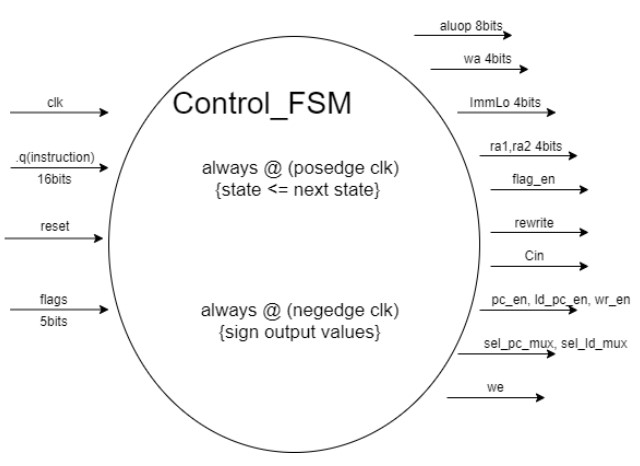 Control_FSM
always @ (posedge clk)
{state <= next state}
always @ (negedge clk)
{sign output values}
clk
.q(instruction)
16bits
reset
flags
5bits
aluop 8bits
wa 4bits
ImmLo 4bits
ra1,ra2 4bits
flag_en
rewrite
Cin
pc_en, ld_pc_en, wr_en
sel_pc_mux, sel_ld_mux
we